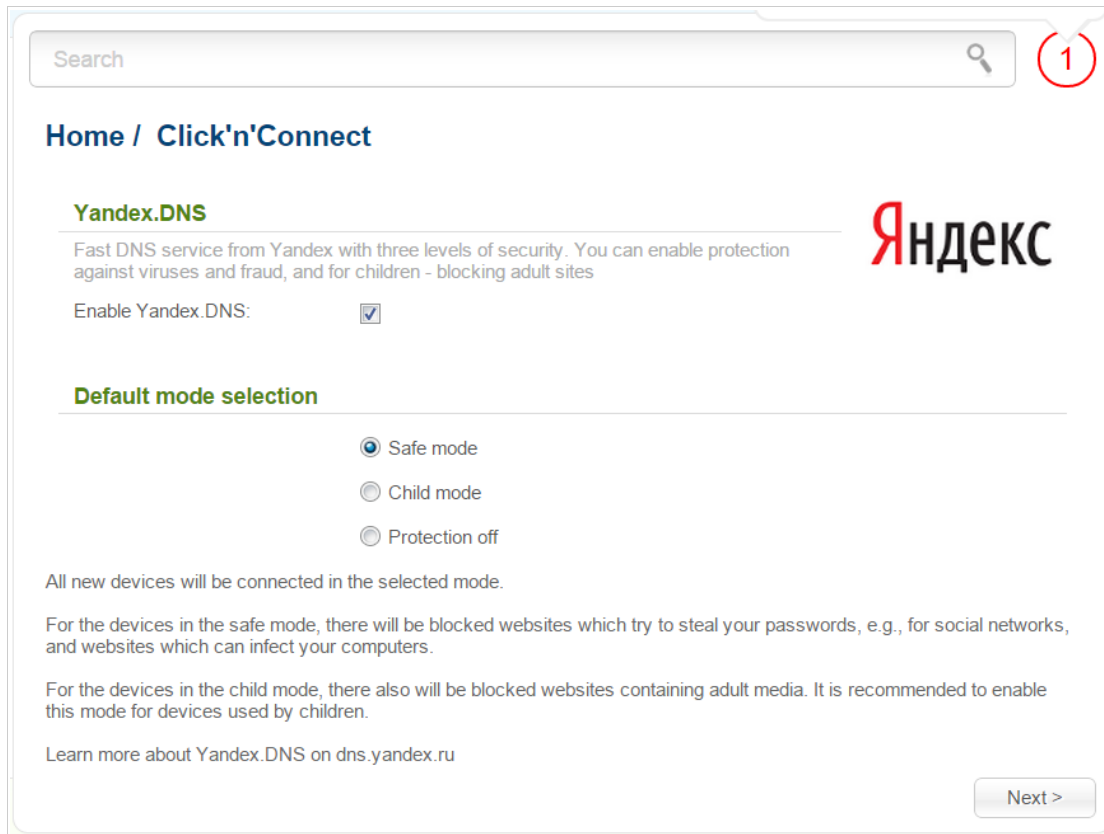 Search
1
Home / Click'n'Connect
Yandex.DNS
Яндекс
Fast DNS service from Yandex with three levels of security. You can enable protection
against viruses and fraud, and for children - blocking adult sites
Enable Yandex.DNS:
Default mode selection
Safe mode
Child mode
Protection off
All new devices will be connected in the selected mode.
For the devices in the safe mode, there will be blocked websites which try to steal your passwords, e.g., for social networks,
and websites which can infect your computers.
For the devices in the child mode, there also will be blocked websites containing adult media. It is recommended to enable
this mode for devices used by children.
Learn more about Yandex.DNS on dns.yandex.ru
Next >